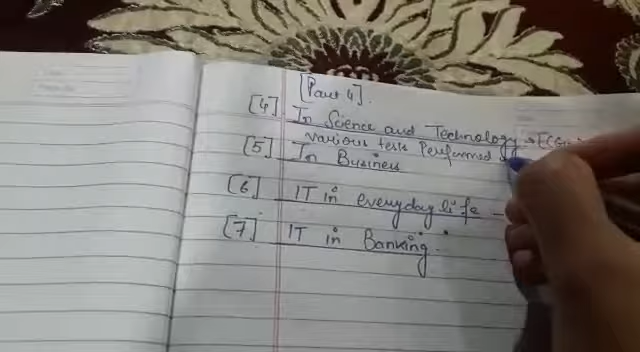 [Part 4].
[4] In Science and Technology → ECG
various tests Performed
[5] In Business
[6] IT in everyday life -
[7] IT in Banking.